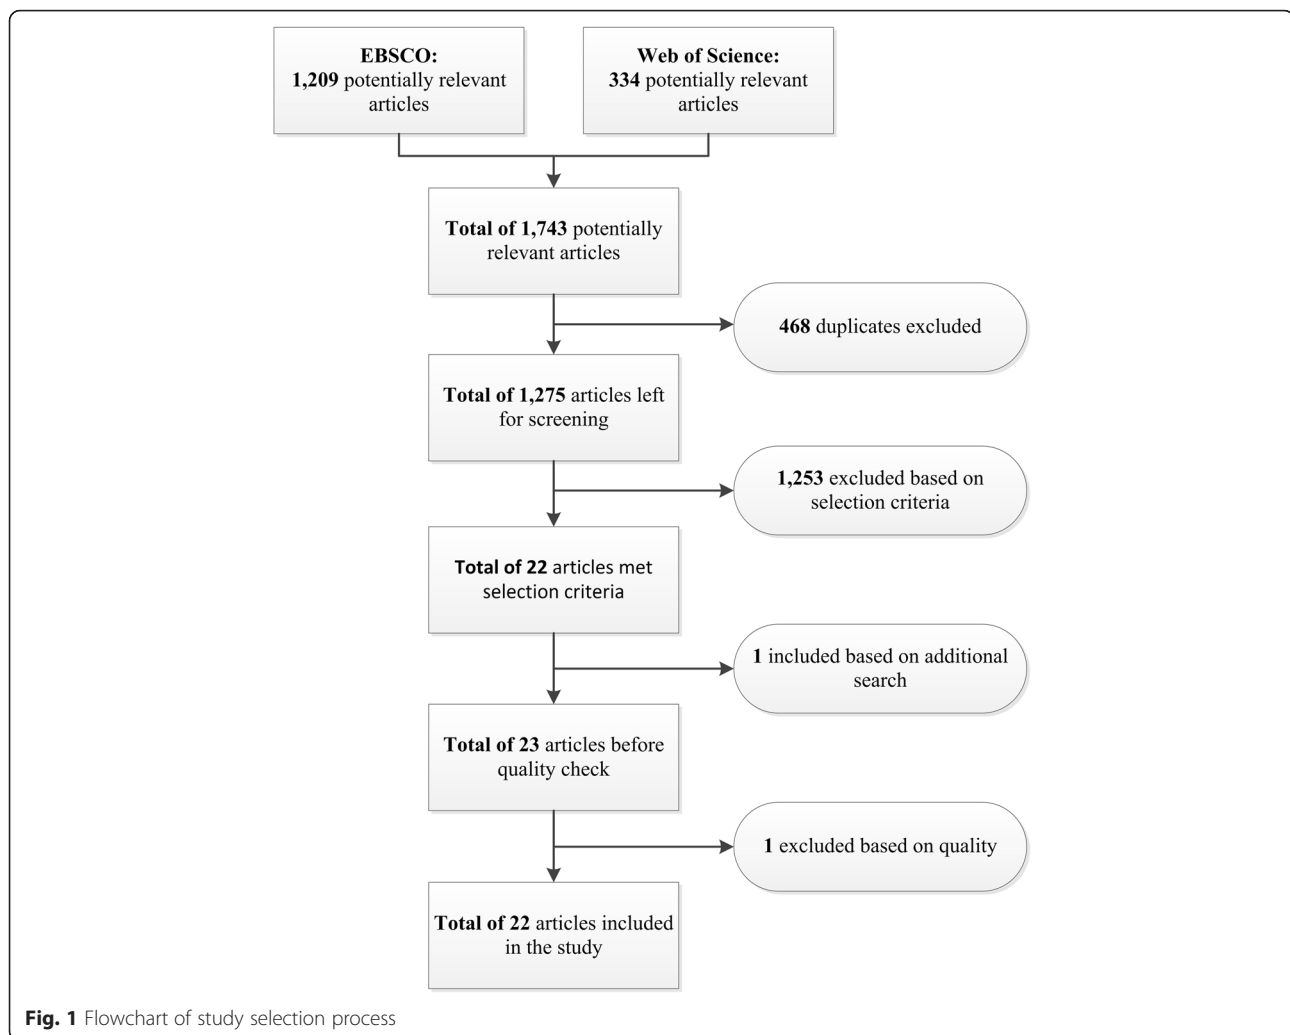 EBSCO:
1,209 potentially relevant
articles
Web of Science:
334 potentially relevant
articles
Total of 1,743 potentially
relevant articles
468 duplicates excluded
Total of 1,275 articles left
for screening
1,253 excluded based on
selection criteria
Total of 22 articles met
selection criteria
1 included based on additional
search
Total of 23 articles before
quality check
1 excluded based on quality
Total of 22 articles included
in the study
Fig. 1 Flowchart of study selection process